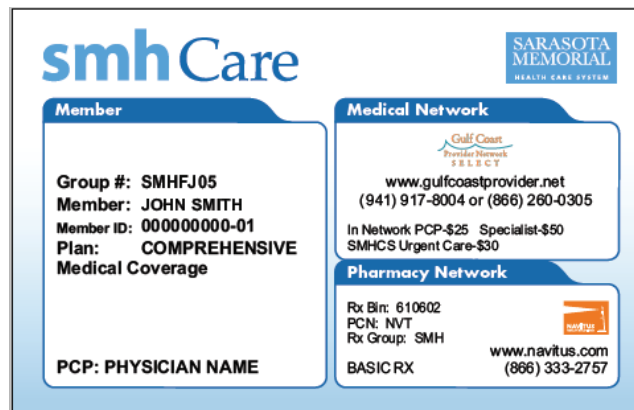 smhCare
SARASOTA
MEMORIAL
HEALTH CARE SYSTEM
Member
Group #: SMHFJ05
Member: JOHN SMITH
Member ID: 000000000-01
Plan: COMPREHENSIVE
Medical Coverage
PCP: PHYSICIAN NAME
Medical Network
Gulf Coast
Provider Network
SELECT
www.gulfcoastprovider.net
(941) 917-8004 or (866) 260-0305
In Network PCP-$25 Specialist-$50
SMHCS Urgent Care-$30
Pharmacy Network
Rx Bin: 610602
PCN: NVT
Rx Group: SMH
NAVITUS
www.navitus.com
BASIC RX (866) 333-2757